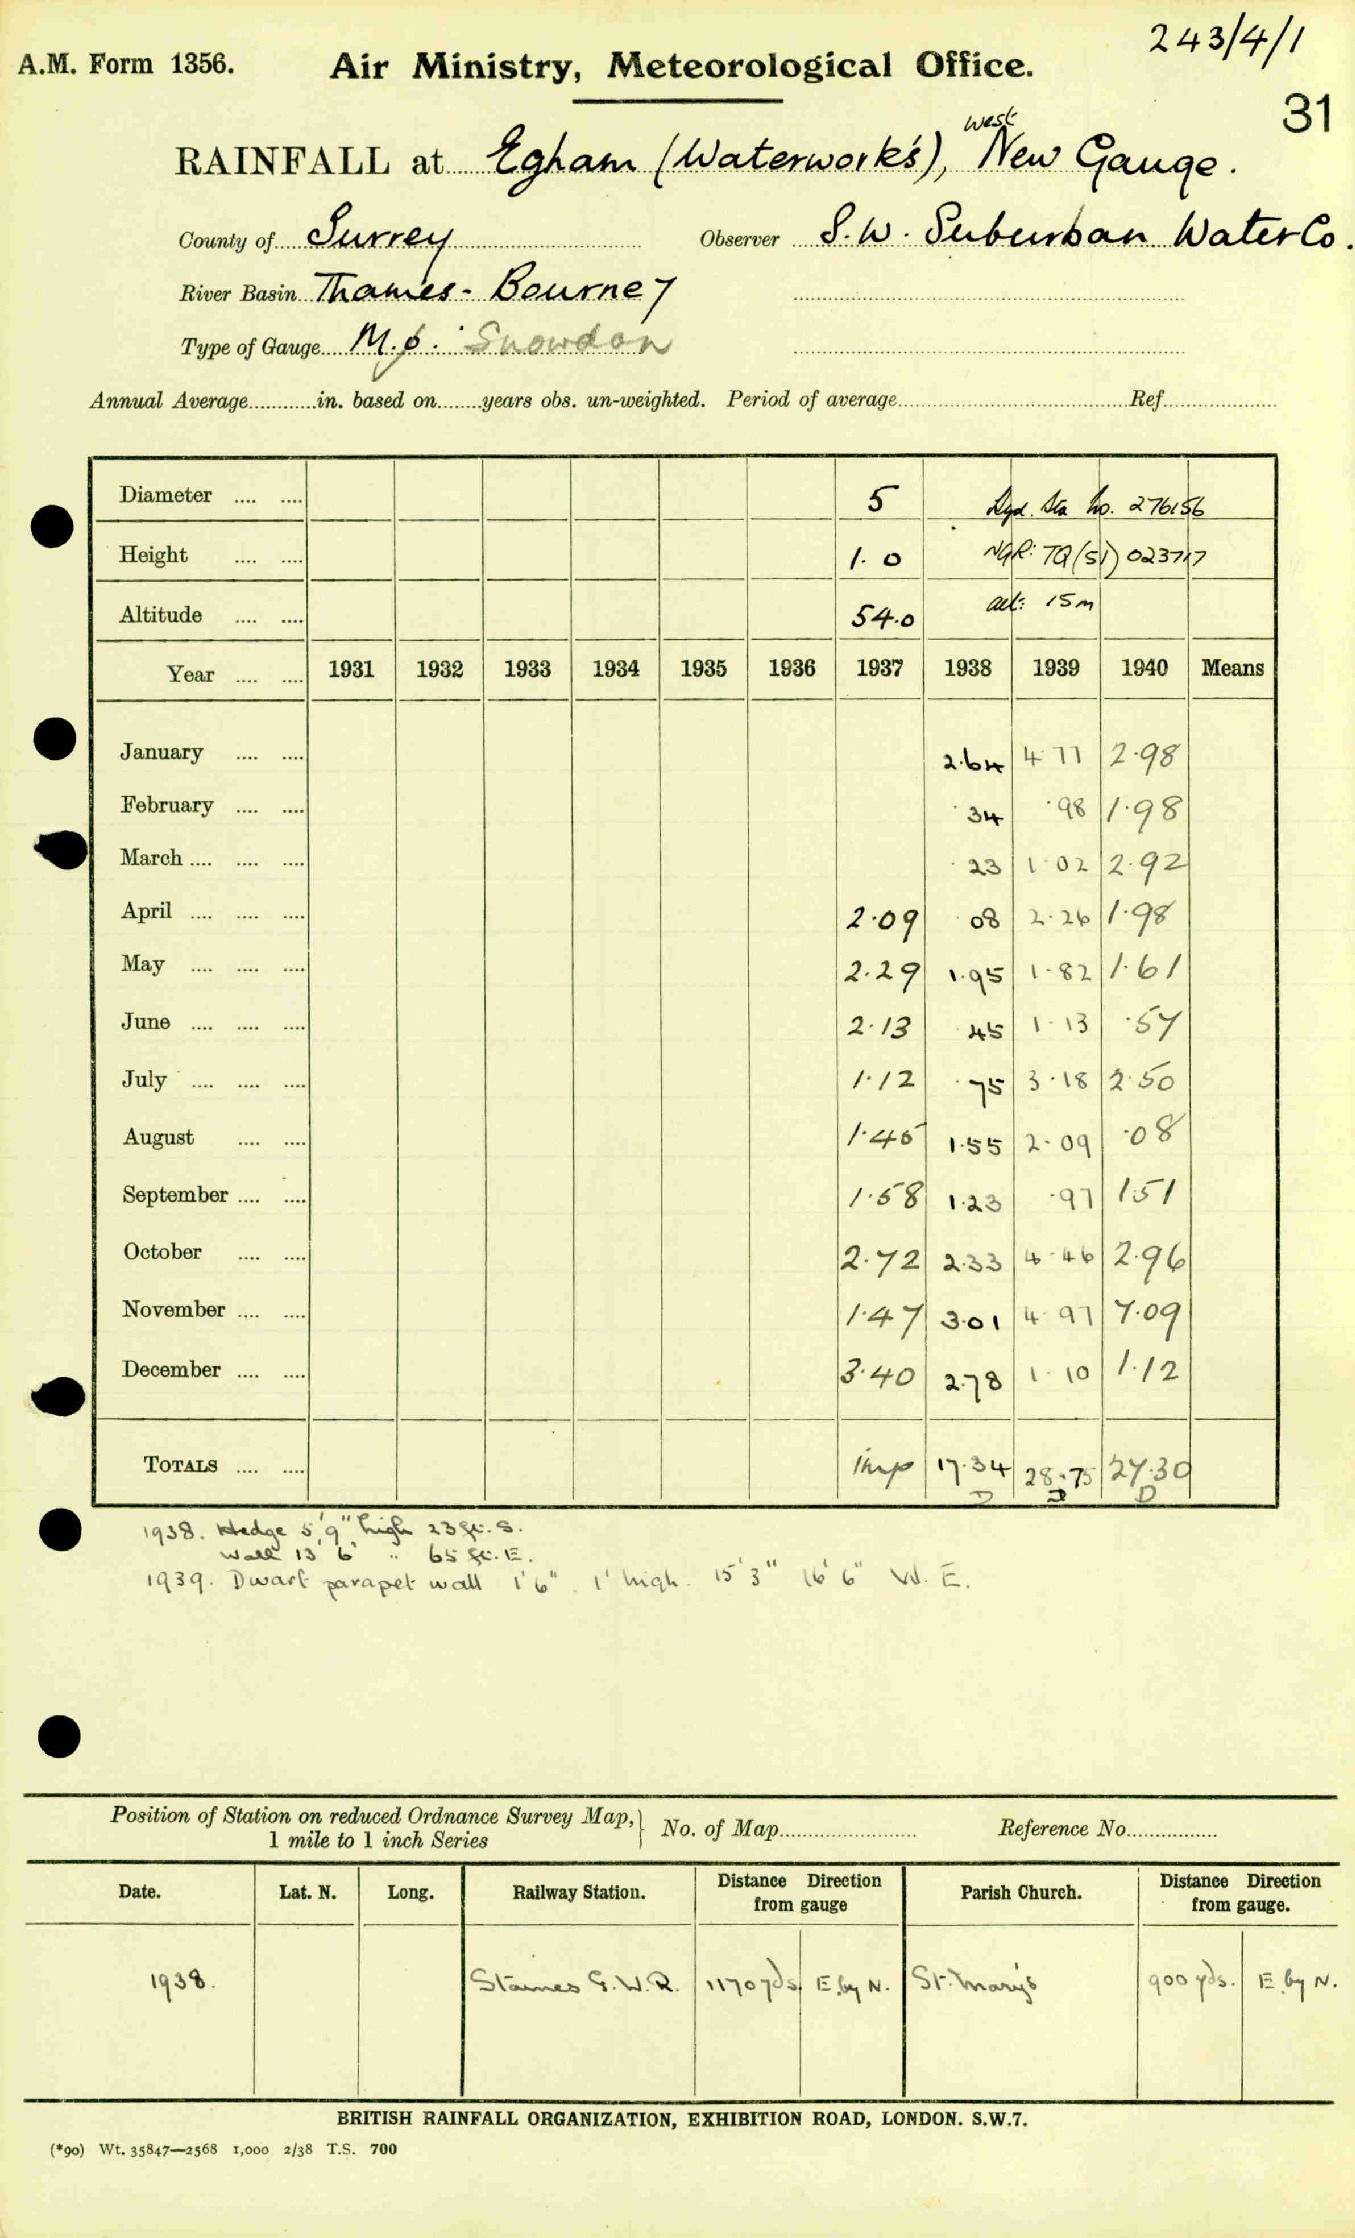 243/4/1
A.M. Form 1356. Air Ministry, Meteorological Office.
31
west
RAINFALL at Egham (Waterworks), New Gauge.
County of Surrey Observer S.W. Suburban Water Co.
River Basin Thames - Bourne 7
Type of Gauge M.O. Snowdon
Annual Average in. based on years obs. un-weighted. Period of average Ref.
Diameter 5 Hyd. Sta No. 276156
Height 1.0 NGR: TQ (51) 023717
Altitude 54.0 alt: 15m
Year 1931 1932 1933 1934 1935 1936 1937 1938 1939 1940 Means
January 2.64 4.77 2.98
February .34 .98 1.98
March .23 1.02 2.92
April 2.09 .08 2.26 1.98
May 2.29 1.95 1.82 1.61
June 2.13 .45 1.13 .57
July 1.12 .75 3.18 2.50
August 1.45 1.55 2.09 .08
September 1.58 1.23 .97 1.51
October 2.72 2.33 4.46 2.96
November 1.47 3.01 4.97 7.09
December 3.40 2.78 1.10 1.12
TOTALS imp 17.34 28.75 27.30
D D D
1938. Hedge 5'9" high 23 ft. S.
Wall 13' 6' " 65 ft. E.
1939. Dwarf parapet wall 1'6". 1' high. 15'3" 16'6" W. E.
Position of Station on reduced Ordnance Survey Map, 1 mile to 1 inch Series } No. of Map Reference No.
Date. Lat. N. Long. Railway Station. Distance Direction from gauge Parish Church. Distance Direction from gauge.
1938. Staines G.W.R. 1170 yds. E. by N. St. Mary's 900 yds. E. by N.
BRITISH RAINFALL ORGANIZATION, EXHIBITION ROAD, LONDON. S.W.7.
(*90) Wt. 35847—2568 1,000 2/38 T.S. 700